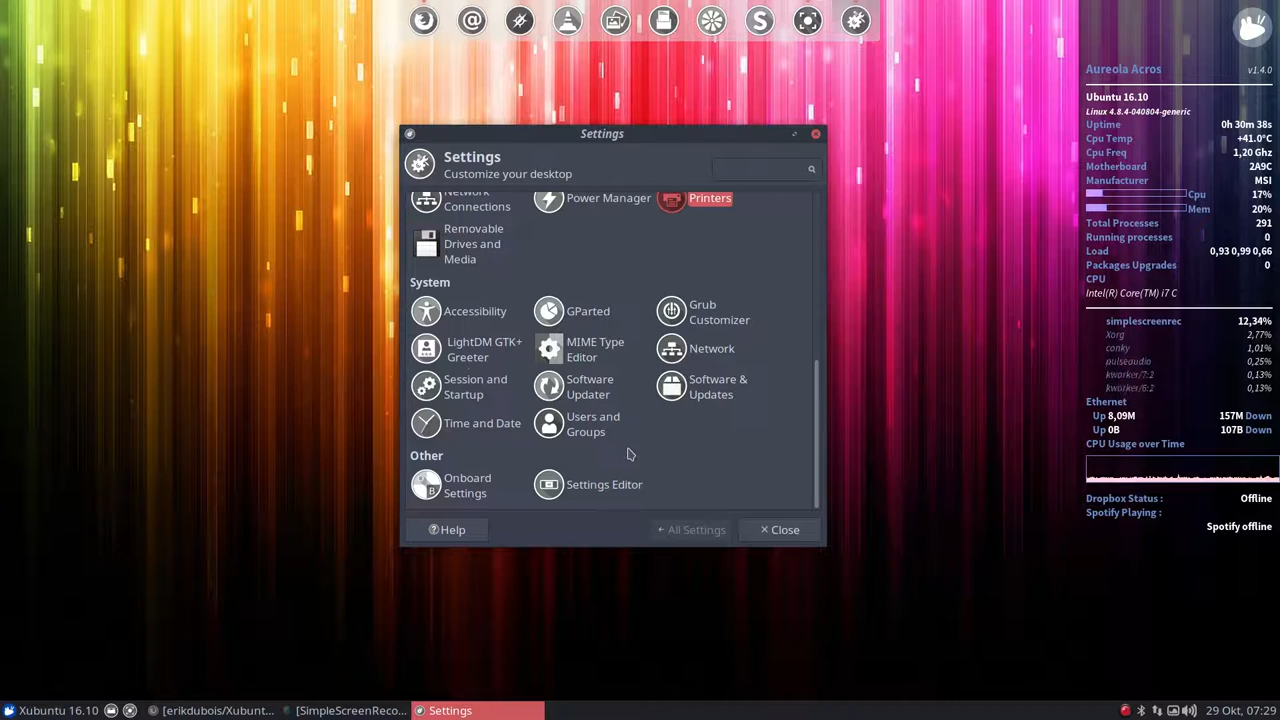 Settings
Settings
Customize your desktop
Network
Connections
Power Manager
Printers
Removable
Drives and
Media
System
Accessibility
GParted
Grub
Customizer
LightDM GTK+
Greeter
MIME Type
Editor
Network
Session and
Startup
Software
Updater
Software &
Updates
Time and Date
Users and
Groups
Other
Onboard
Settings
Settings Editor
Help
All Settings
Close
Aureola Acros v1.4.0
Ubuntu 16.10
Linux 4.8.4-040804-generic
Uptime 0h 30m 38s
Cpu Temp +41.0°C
Cpu Freq 1,20 Ghz
Motherboard 2A9C
Manufacturer MSI
Cpu 17%
Mem 20%
Total Processes 291
Running processes 0
Load 0,93 0,99 0,66
Packages Upgrades 0
CPU
Intel(R) Core(TM) i7 C
simplescreenrec 12,34%
Xorg 2,77%
conky 1,01%
pulseaudio 0,25%
kworker/7:2 0,13%
kworker/6:2 0,13%
Ethernet
Up 8,09M 157M Down
Up 0B 107B Down
CPU Usage over Time
Dropbox Status : Offline
Spotify Playing :
Spotify offline
Xubuntu 16.10 [erikdubois/Xubunt... [SimpleScreenReco... Settings 29 Okt, 07:29